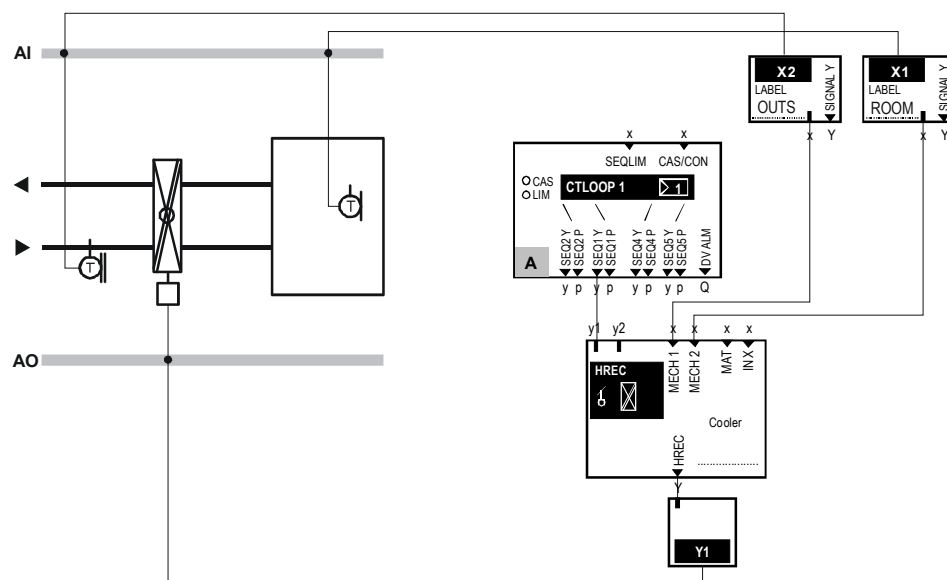 AI
X2
LABEL
OUTS
SIGNAL Y
x Y
X1
LABEL
ROOM
SIGNAL Y
x Y
x x
SEQLIM CAS/CON
CAS
LIM
CTLOOP 1
1
SEQ2 Y
SEQ2 P
SEQ1 Y
SEQ1 P
SEQ4 Y
SEQ4 P
SEQ5 Y
SEQ5 P
DV ALM
A
y p y p y p y p Q
T
T
y1 y2 x x x x
MECH 1
MECH 2
MAT
IN X
HREC
Cooler
HREC
Y
AO
Y1